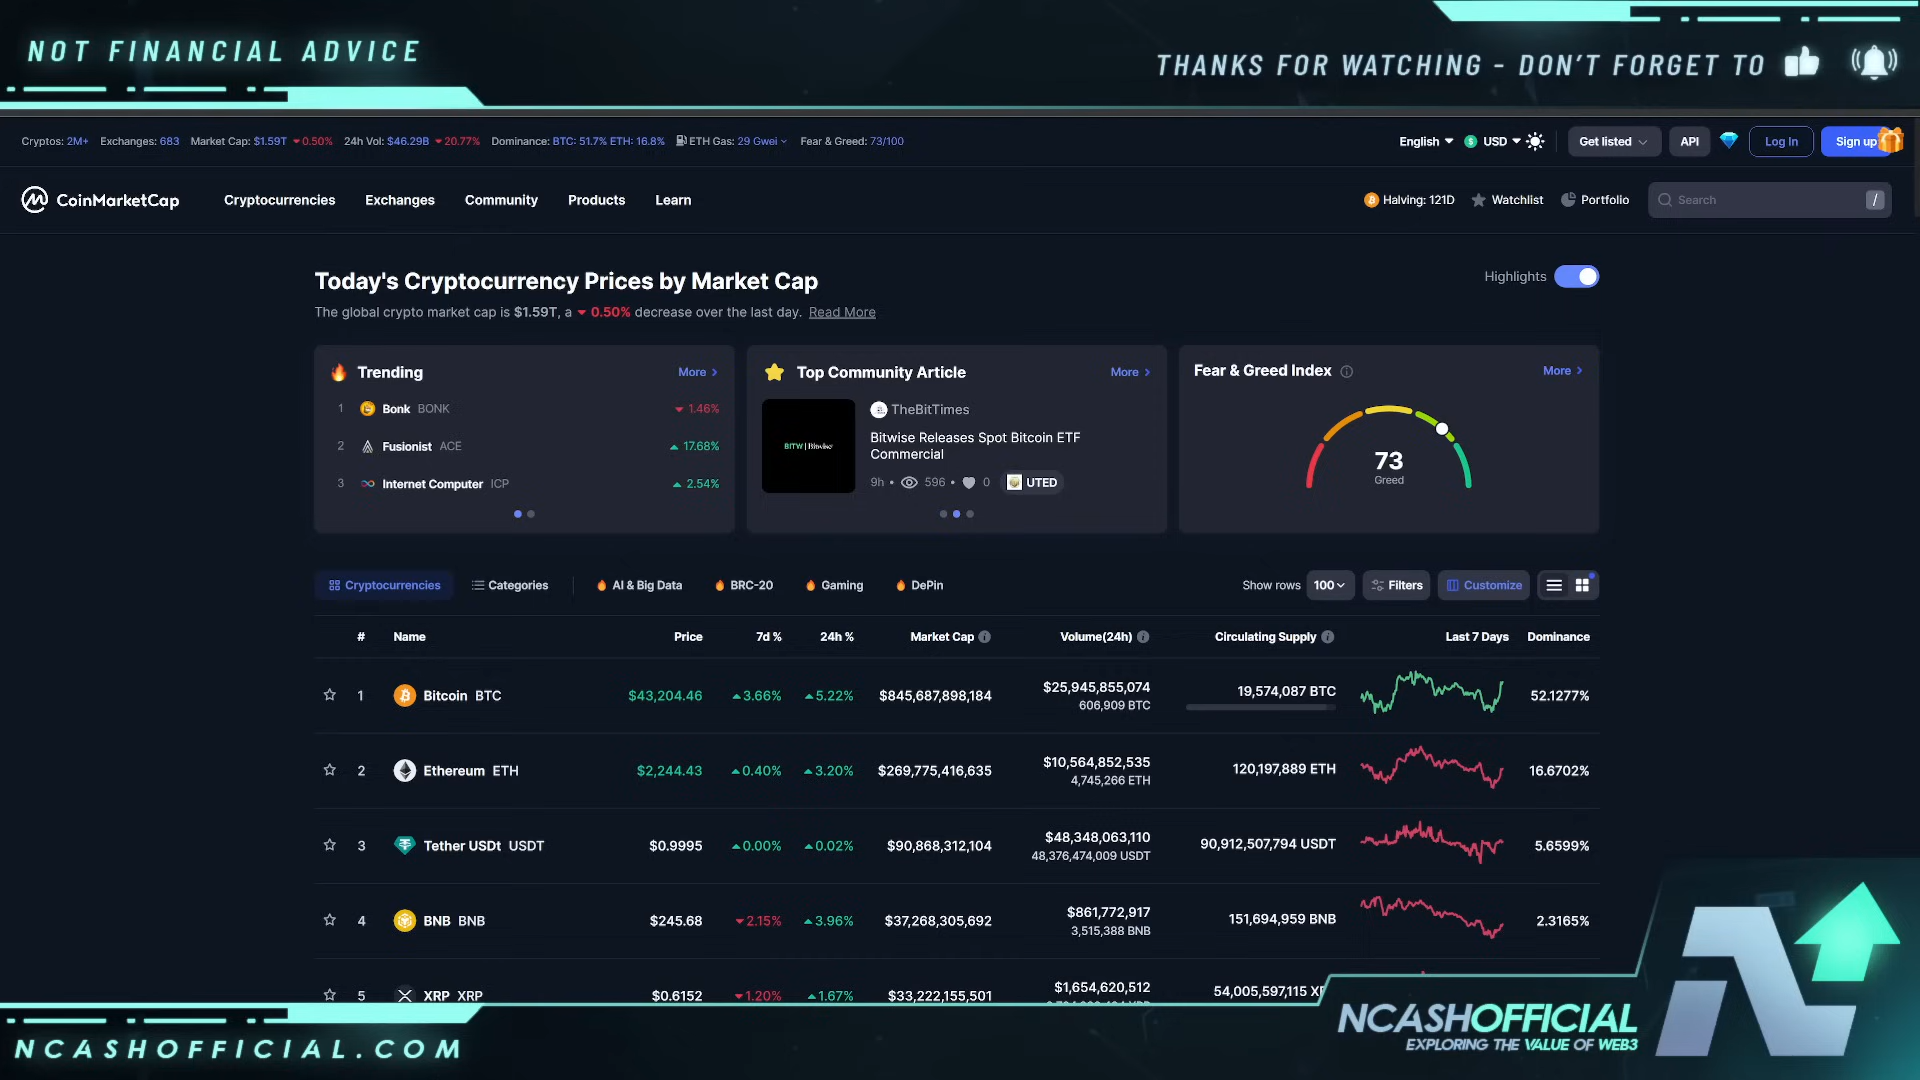 NOT FINANCIAL ADVICE
THANKS FOR WATCHING - DON'T FORGET TO
Cryptos: 2M+ Exchanges: 683 Market Cap: $1.59T 0.50% 24h Vol: $46.29B 20.77% Dominance: BTC: 51.7% ETH: 16.8% ETH Gas: 29 Gwei Fear & Greed: 73/100
English USD Get listed API Log In Sign up
CoinMarketCap Cryptocurrencies Exchanges Community Products Learn
Halving: 121D Watchlist Portfolio Search /
Today's Cryptocurrency Prices by Market Cap
Highlights
The global crypto market cap is $1.59T, a 0.50% decrease over the last day. Read More
Trending More
1 Bonk BONK 1.46%
2 Fusionist ACE 17.68%
3 Internet Computer ICP 2.54%
Top Community Article More
BITW | Bitwise
TheBitTimes
Bitwise Releases Spot Bitcoin ETF
Commercial
9h • 596 • 0 UTED
Fear & Greed Index More
73
Greed
Cryptocurrencies Categories AI & Big Data BRC-20 Gaming DePin
Show rows 100 Filters Customize
# Name Price 7d % 24h % Market Cap Volume(24h) Circulating Supply Last 7 Days Dominance
1 Bitcoin BTC $43,204.46 3.66% 5.22% $845,687,898,184 $25,945,855,074 19,574,087 BTC 52.1277%
606,909 BTC
2 Ethereum ETH $2,244.43 0.40% 3.20% $269,775,416,635 $10,564,852,535 120,197,889 ETH 16.6702%
4,745,266 ETH
3 Tether USDt USDT $0.9995 0.00% 0.02% $90,868,312,104 $48,348,063,110 90,912,507,794 USDT 5.6599%
48,376,474,009 USDT
4 BNB BNB $245.68 2.15% 3.96% $37,268,305,692 $861,772,917 151,694,959 BNB 2.3165%
3,515,388 BNB
5 XRP XRP $0.6152 1.20% 1.67% $33,222,155,501 $1,654,620,512 54,005,597,115
NCASHOFFICIAL.COM
NCASHOFFICIAL
EXPLORING THE VALUE OF WEB3